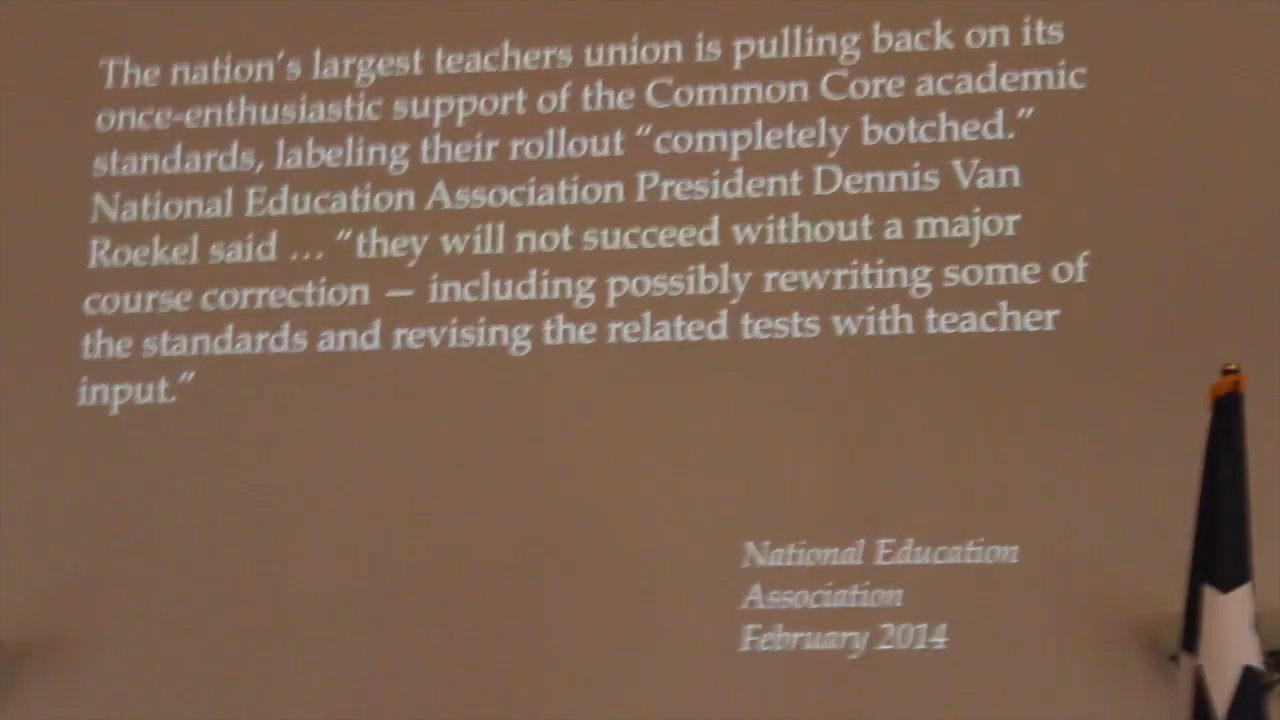 The nation's largest teachers union is pulling back on its
once-enthusiastic support of the Common Core academic
standards, labeling their rollout “completely botched.”
National Education Association President Dennis Van
Roekel said … “they will not succeed without a major
course correction — including possibly rewriting some of
the standards and revising the related tests with teacher
input.”
National Education
Association
February 2014